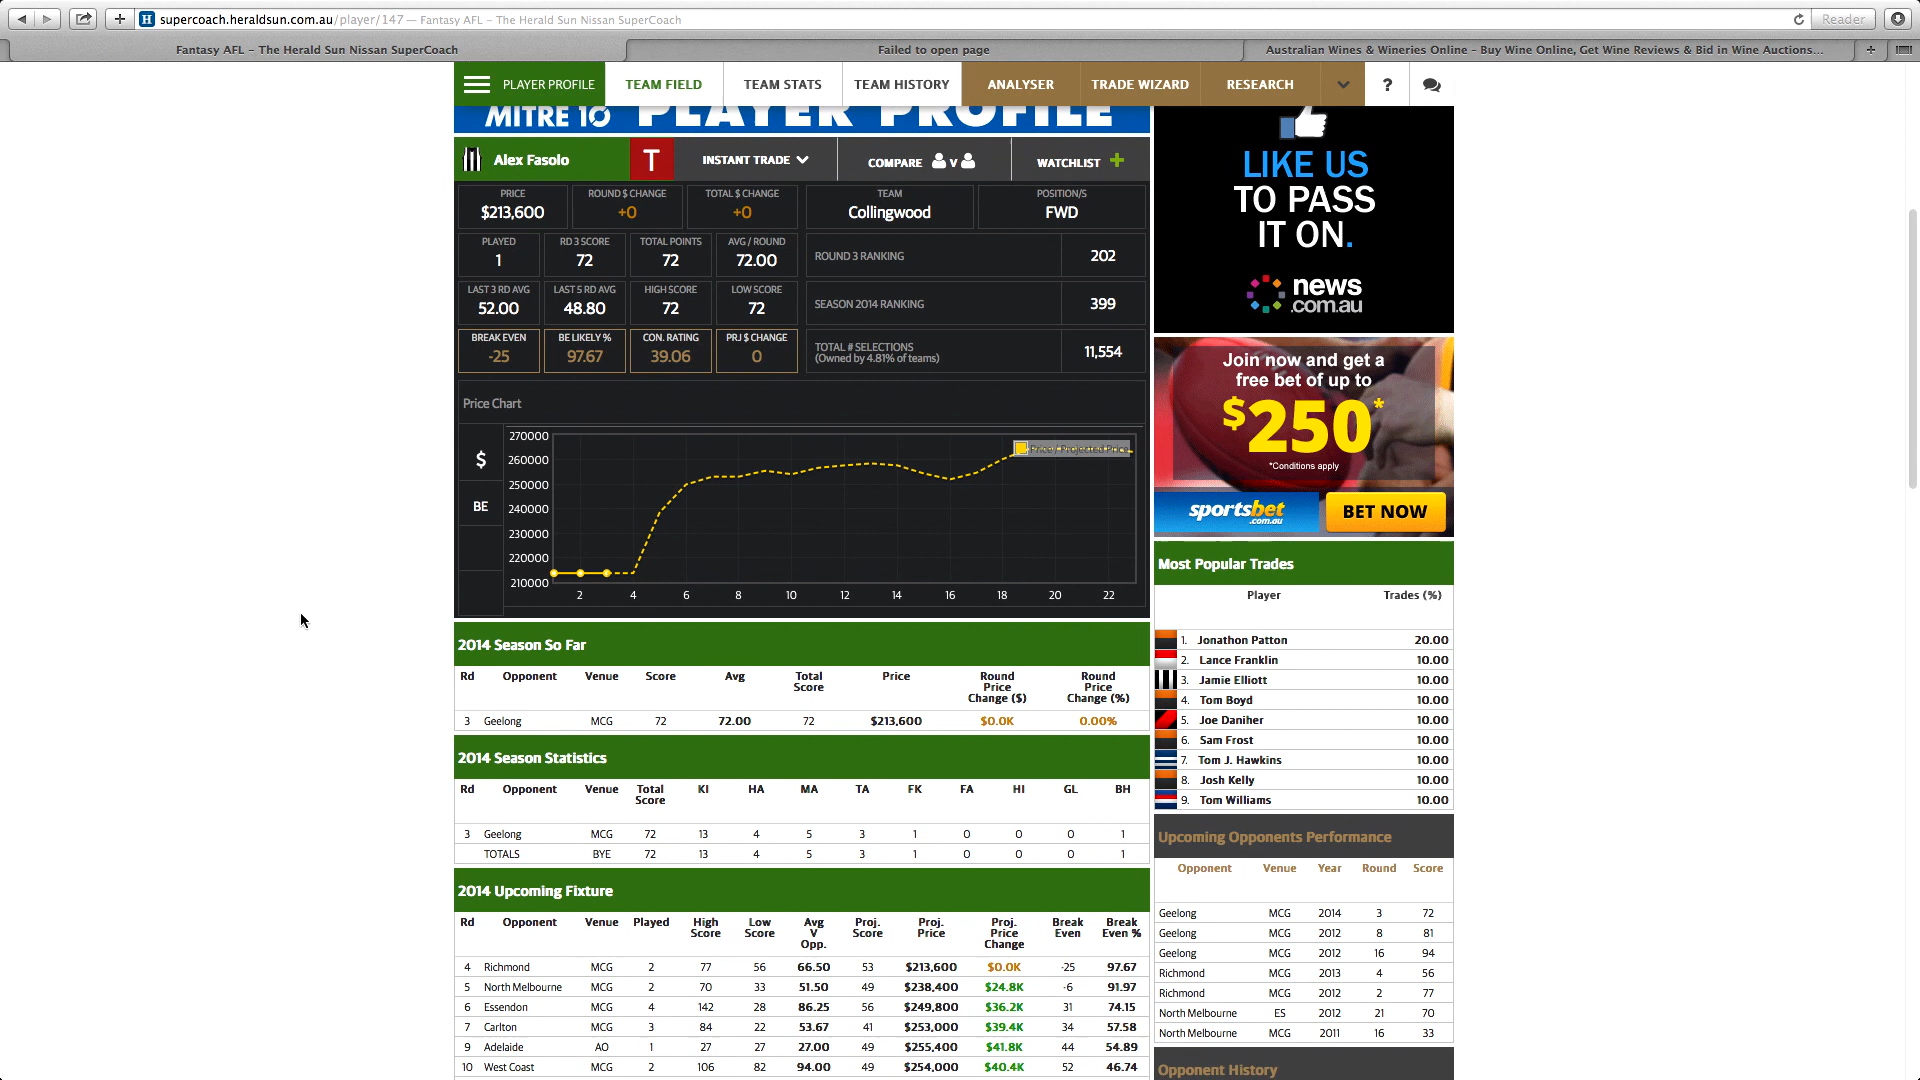 supercoach.heraldsun.com.au/player/147 — Fantasy AFL – The Herald Sun Nissan SuperCoach
Reader
Fantasy AFL – The Herald Sun Nissan SuperCoach
Failed to open page
Australian Wines & Wineries Online - Buy Wine Online, Get Wine Reviews & Bid in Wine Auctions...
PLAYER PROFILE
TEAM FIELD
TEAM STATS
TEAM HISTORY
ANALYSER
TRADE WIZARD
RESEARCH
?
MITRE 10 PLAYER PROFILE
Alex Fasolo
T
INSTANT TRADE
COMPARE V
WATCHLIST +
PRICE ROUND $ CHANGE TOTAL $ CHANGE TEAM POSITION/S
$213,600 +0 +0 Collingwood FWD
PLAYED RD 3 SCORE TOTAL POINTS AVG / ROUND
1 72 72 72.00
ROUND 3 RANKING 202
LAST 3 RD AVG LAST 5 RD AVG HIGH SCORE LOW SCORE
52.00 48.80 72 72
SEASON 2014 RANKING 399
BREAK EVEN BE LIKELY % CON. RATING PRJ $ CHANGE
-25 97.67 39.06 0
TOTAL # SELECTIONS
(Owned by 4.81% of teams)
11,554
Price Chart
$
BE
270000
260000
250000
240000
230000
220000
210000
2 4 6 8 10 12 14 16 18 20 22
Price / Projected Price
2014 Season So Far
Rd Opponent Venue Score Avg Total Score Price Round Price Change ($) Round Price Change (%)
3 Geelong MCG 72 72.00 72 $213,600 $0.0K 0.00%
2014 Season Statistics
Rd Opponent Venue Total Score KI HA MA TA FK FA HI GL BH
3 Geelong MCG 72 13 4 5 3 1 0 0 0 1
TOTALS BYE 72 13 4 5 3 1 0 0 0 1
2014 Upcoming Fixture
Rd Opponent Venue Played High Score Low Score Avg V Opp. Proj. Score Proj. Price Proj. Price Change Break Even Break Even %
4 Richmond MCG 2 77 56 66.50 53 $213,600 $0.0K -25 97.67
5 North Melbourne MCG 2 70 33 51.50 49 $238,400 $24.8K -6 91.97
6 Essendon MCG 4 142 28 86.25 56 $249,800 $36.2K 31 74.15
7 Carlton MCG 3 84 22 53.67 41 $253,000 $39.4K 34 57.58
9 Adelaide AO 1 27 27 27.00 49 $255,400 $41.8K 44 54.89
10 West Coast MCG 2 106 82 94.00 49 $254,000 $40.4K 52 46.74
LIKE US
TO PASS
IT ON.
news
.com.au
Join now and get a
free bet of up to
$250*
*Conditions apply
sportsbet
.com.au
BET NOW
Most Popular Trades
Player Trades (%)
1. Jonathon Patton 20.00
2. Lance Franklin 10.00
3. Jamie Elliott 10.00
4. Tom Boyd 10.00
5. Joe Daniher 10.00
6. Sam Frost 10.00
7. Tom J. Hawkins 10.00
8. Josh Kelly 10.00
9. Tom Williams 10.00
Upcoming Opponents Performance
Opponent Venue Year Round Score
Geelong MCG 2014 3 72
Geelong MCG 2012 8 81
Geelong MCG 2012 16 94
Richmond MCG 2013 4 56
Richmond MCG 2012 2 77
North Melbourne ES 2012 21 70
North Melbourne MCG 2011 16 33
Opponent History